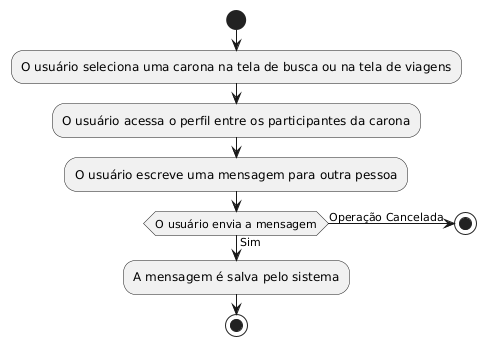 O usuário seleciona uma carona na tela de busca ou na tela de viagens
O usuário acessa o perfil entre os participantes da carona
O usuário escreve uma mensagem para outra pessoa
O usuário envia a mensagem
Operação Cancelada
Sim
A mensagem é salva pelo sistema